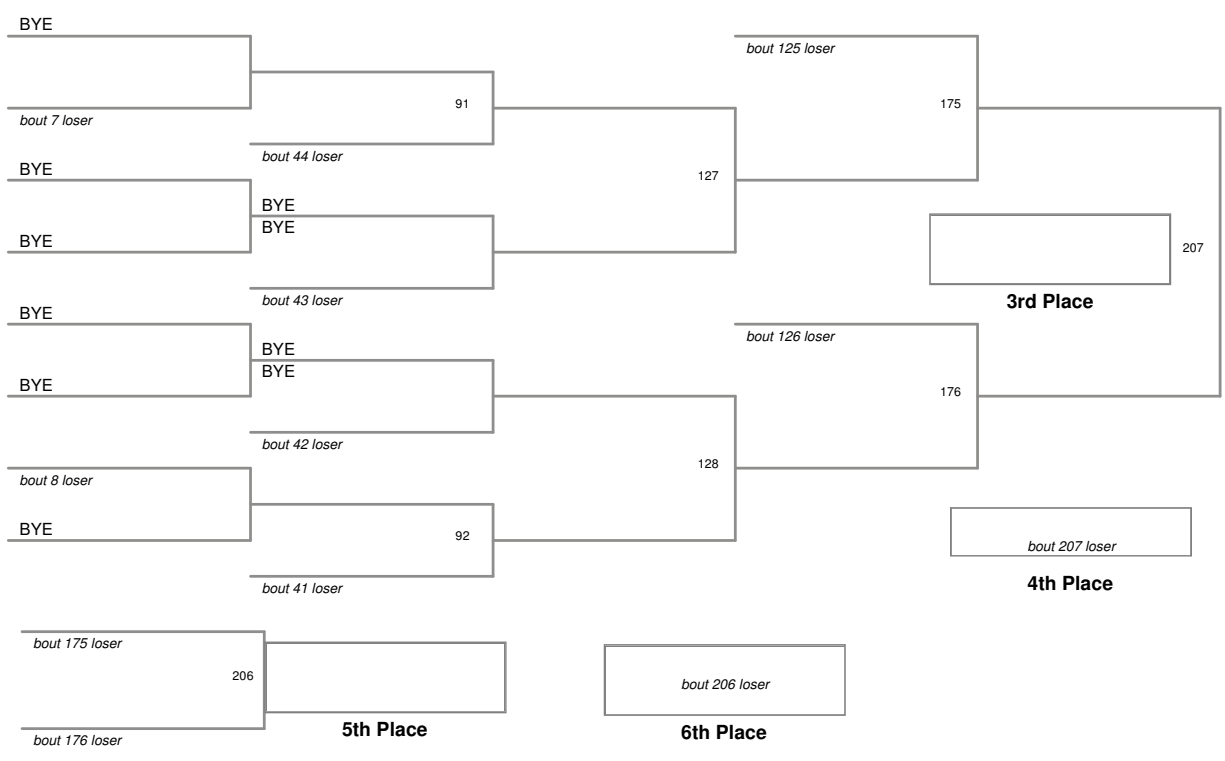 BYE
bout 125 loser
91
175
bout 7 loser
bout 44 loser
BYE
127
BYE
BYE
BYE
207
bout 43 loser
3rd Place
BYE
bout 126 loser
BYE
BYE
BYE
176
bout 42 loser
128
bout 8 loser
BYE
92
bout 207 loser
bout 41 loser
4th Place
bout 175 loser
206
bout 206 loser
5th Place
6th Place
bout 176 loser